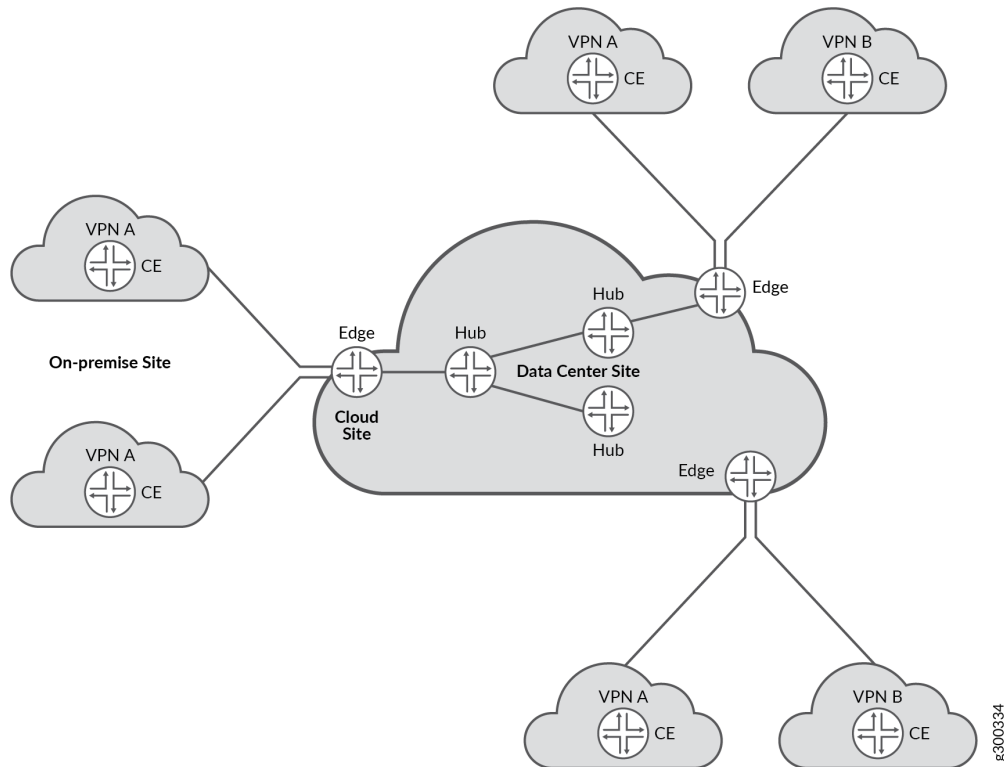 VPN A
CE
VPN B
CE
VPN A
CE
Edge
Hub
Edge
Hub
On-premise Site
Data Center Site
Cloud
Site
VPN A
CE
Hub
Edge
VPN A
CE
VPN B
CE
g300334